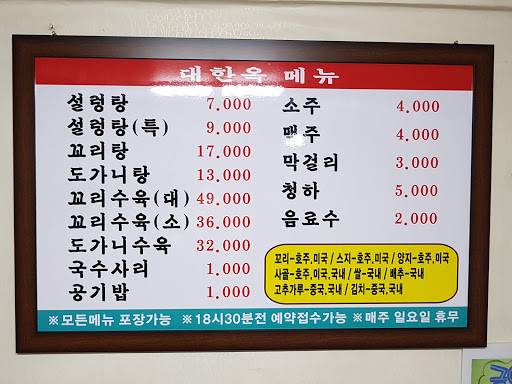 대한옥 메뉴
설렁탕 7.000
설렁탕(특) 9.000
꼬리탕 17.000
도가니탕 13.000
꼬리수육(대) 49.000
꼬리수육(소) 36.000
도가니수육 32.000
국수사리 1.000
공기밥 1.000
소주 4.000
맥주 4.000
막걸리 3.000
청하 5.000
음료수 2.000
꼬리-호주,미국 / 스지-호주,미국 / 양지-호주,미국
사골-호주,미국,국내 / 쌀-국내 / 배추-국내
고추가루-중국,국내 / 김치-중국,국내
※모든메뉴 포장가능 ※18시30분전 예약접수가능 ※매주 일요일 휴무